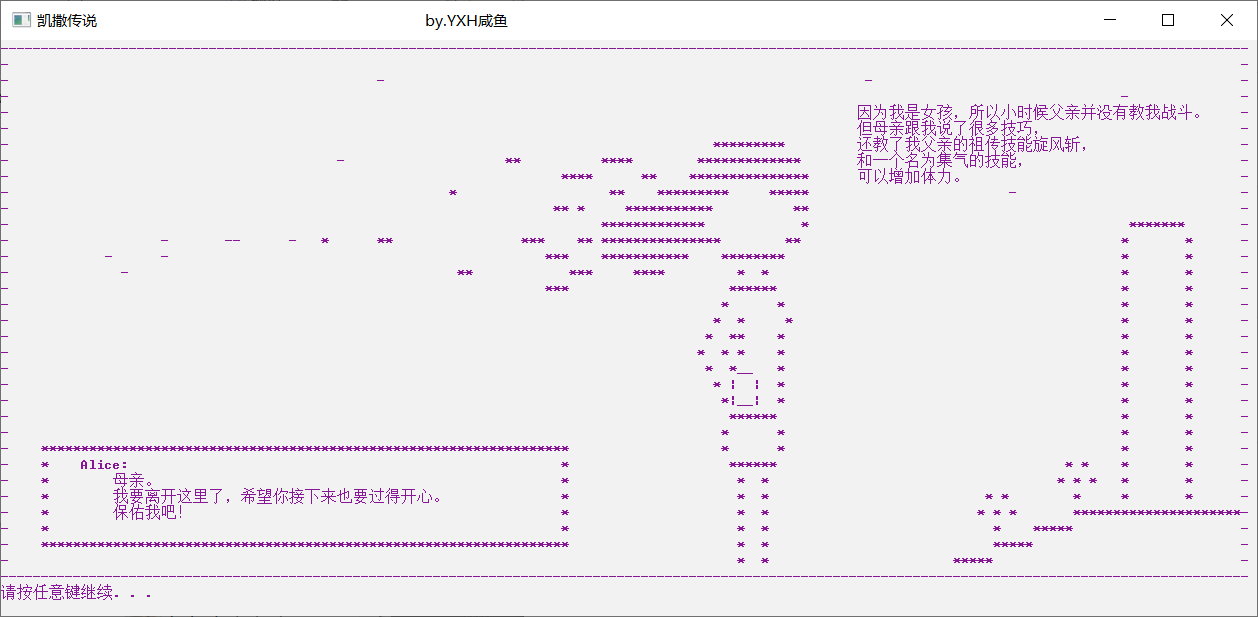 凯撒传说 by.YXH咸鱼
因为我是女孩，所以小时候父亲并没有教我战斗。
但母亲跟我说了很多技巧，
还教了我父亲的祖传技能旋风斩，
和一个名为集气的技能，
可以增加体力。
Alice:
母亲。
我要离开这里了，希望你接下来也要过得开心。
保佑我吧!
请按任意键继续. . .